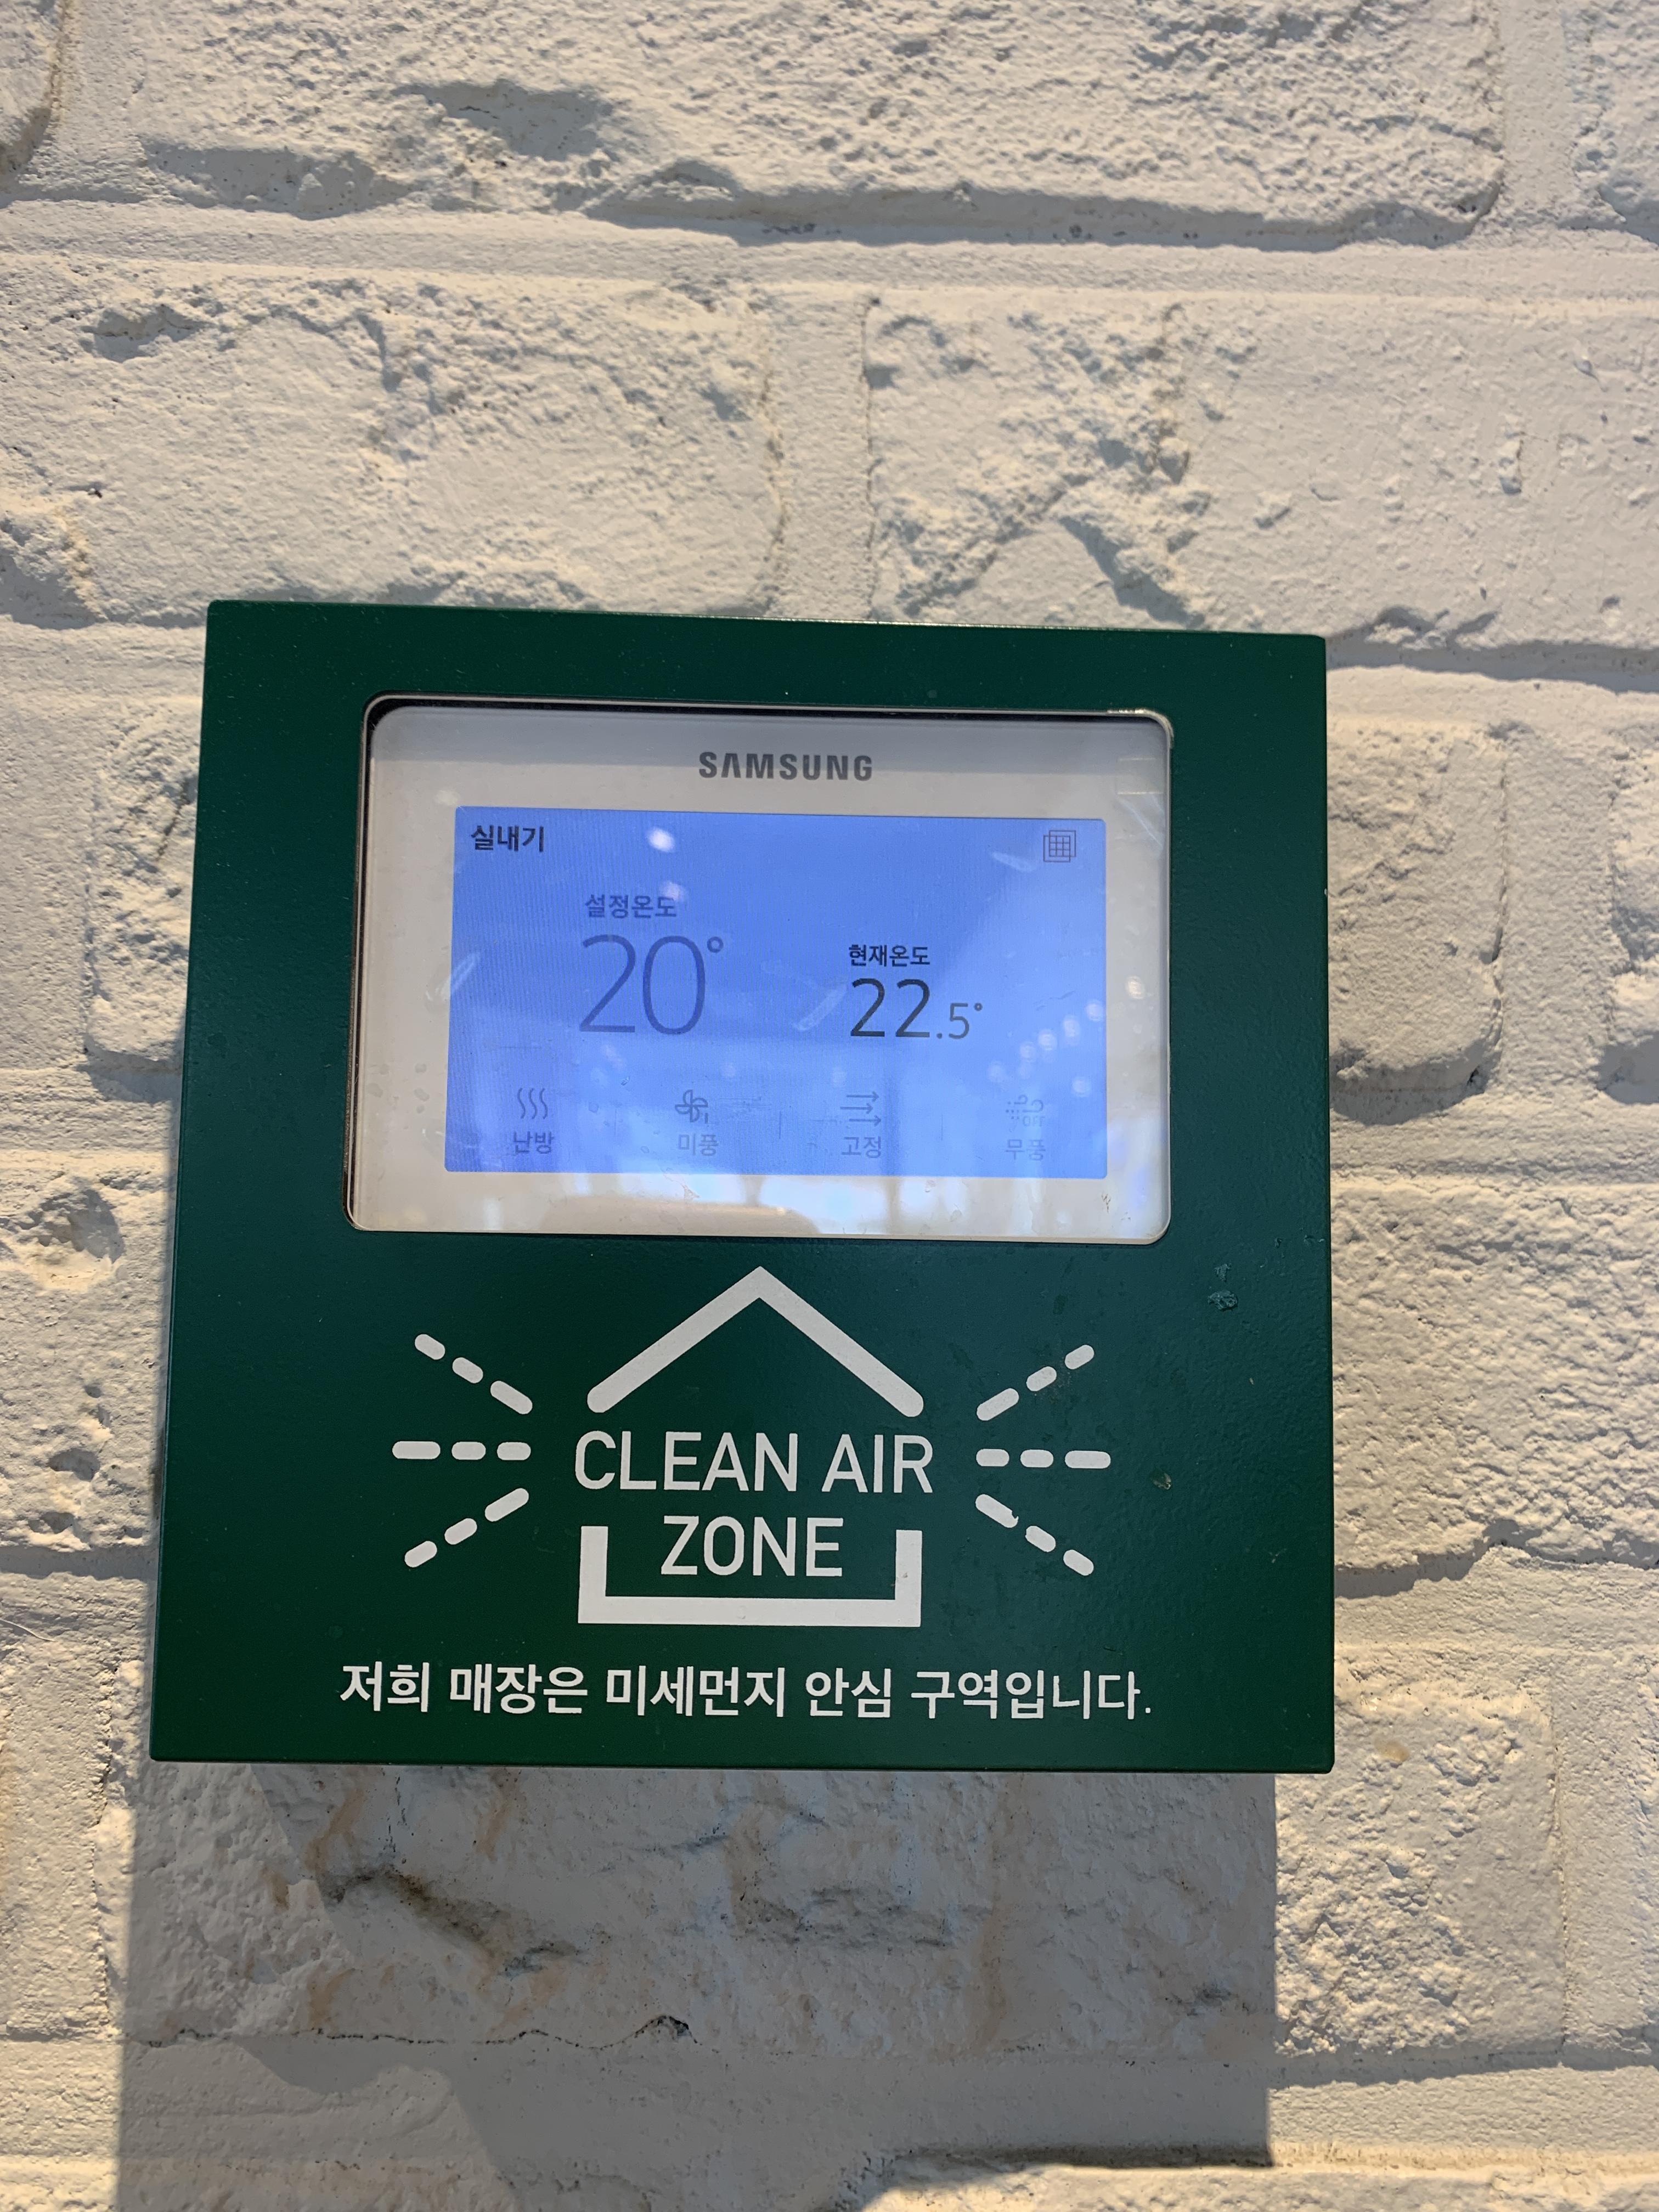 SAMSUNG
실내기
설정온도
20°
현재온도
22.5°
난방 미풍 고정 무풍
CLEAN AIR
ZONE
저희 매장은 미세먼지 안심 구역입니다.